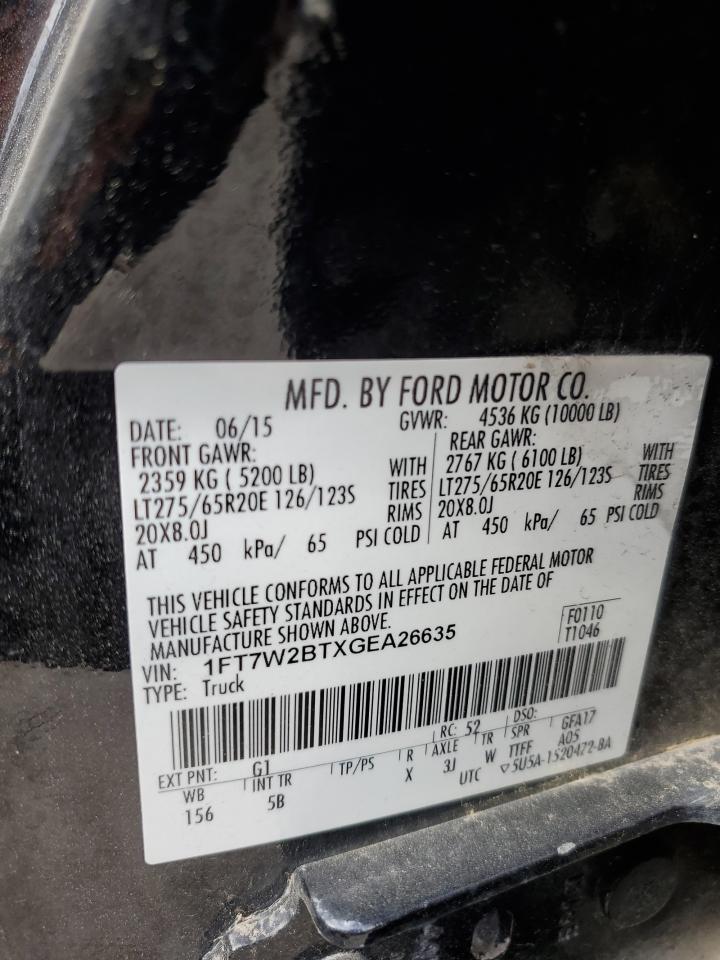 MFD. BY FORD MOTOR CO.
DATE: 06/15 GVWR: 4536 KG (10000 LB)
FRONT GAWR: REAR GAWR:
2359 KG ( 5200 LB) WITH 2767 KG ( 6100 LB) WITH
LT275/65R20E 126/123S TIRES LT275/65R20E 126/123S TIRES
20X8.0J RIMS 20X8.0J RIMS
AT 450 kPa/ 65 PSI COLD AT 450 kPa/ 65 PSI COLD
THIS VEHICLE CONFORMS TO ALL APPLICABLE FEDERAL MOTOR
VEHICLE SAFETY STANDARDS IN EFFECT ON THE DATE OF
MANUFACTURE SHOWN ABOVE.
F0110
VIN: 1FT7W2BTXGEA26635 T1046
TYPE: Truck
EXT PNT: G1 RC: 52 DSO: GFA17
WB INT TR TP/PS R AXLE TR SPR A05
156 5B X 3J W TTFF
UTC ▽5U5A-1520472-BA